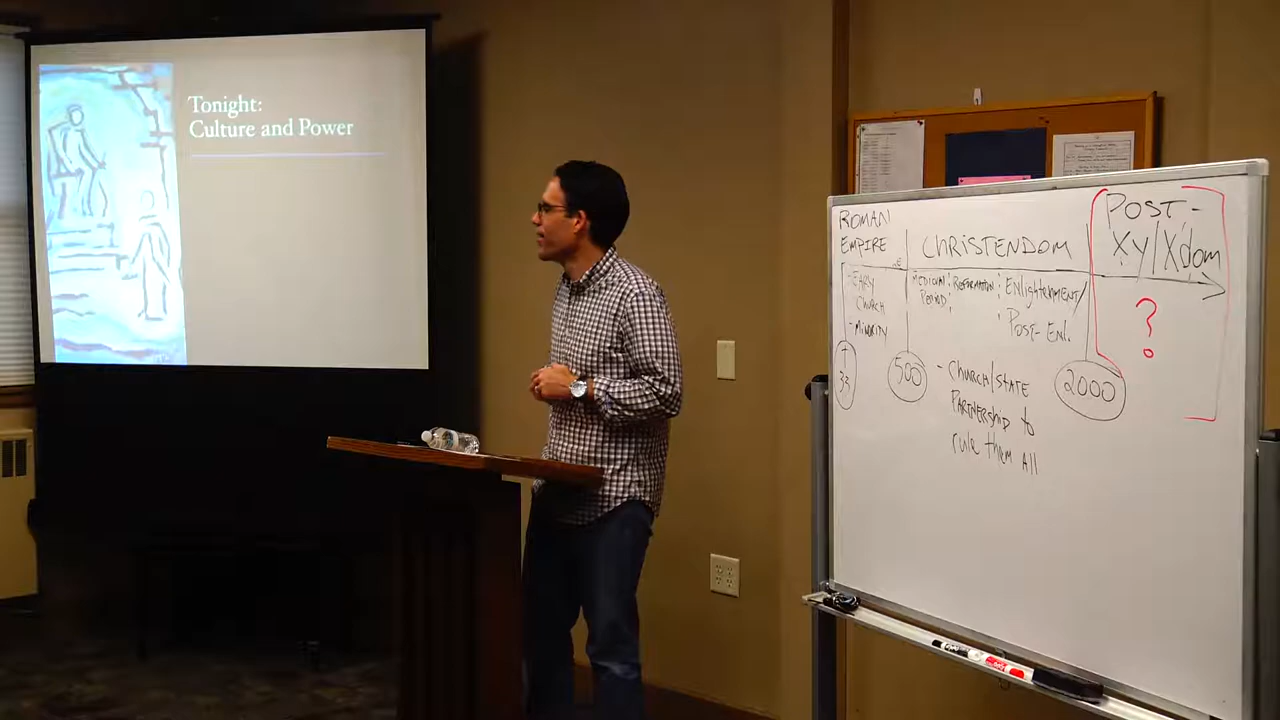 Tonight:
Culture and Power
ROMAN
EMPIRE
CHRISTENDOM
POST-
Xy/Xdom
- EARLY
CHURCH
- MINORITY
MEDIEVAL
PERIOD
REFORMATION
ENLIGHTENMENT/
POST-ENL.
?
33
500
2000
- CHURCH/STATE
PARTNERSHIP to
rule them All